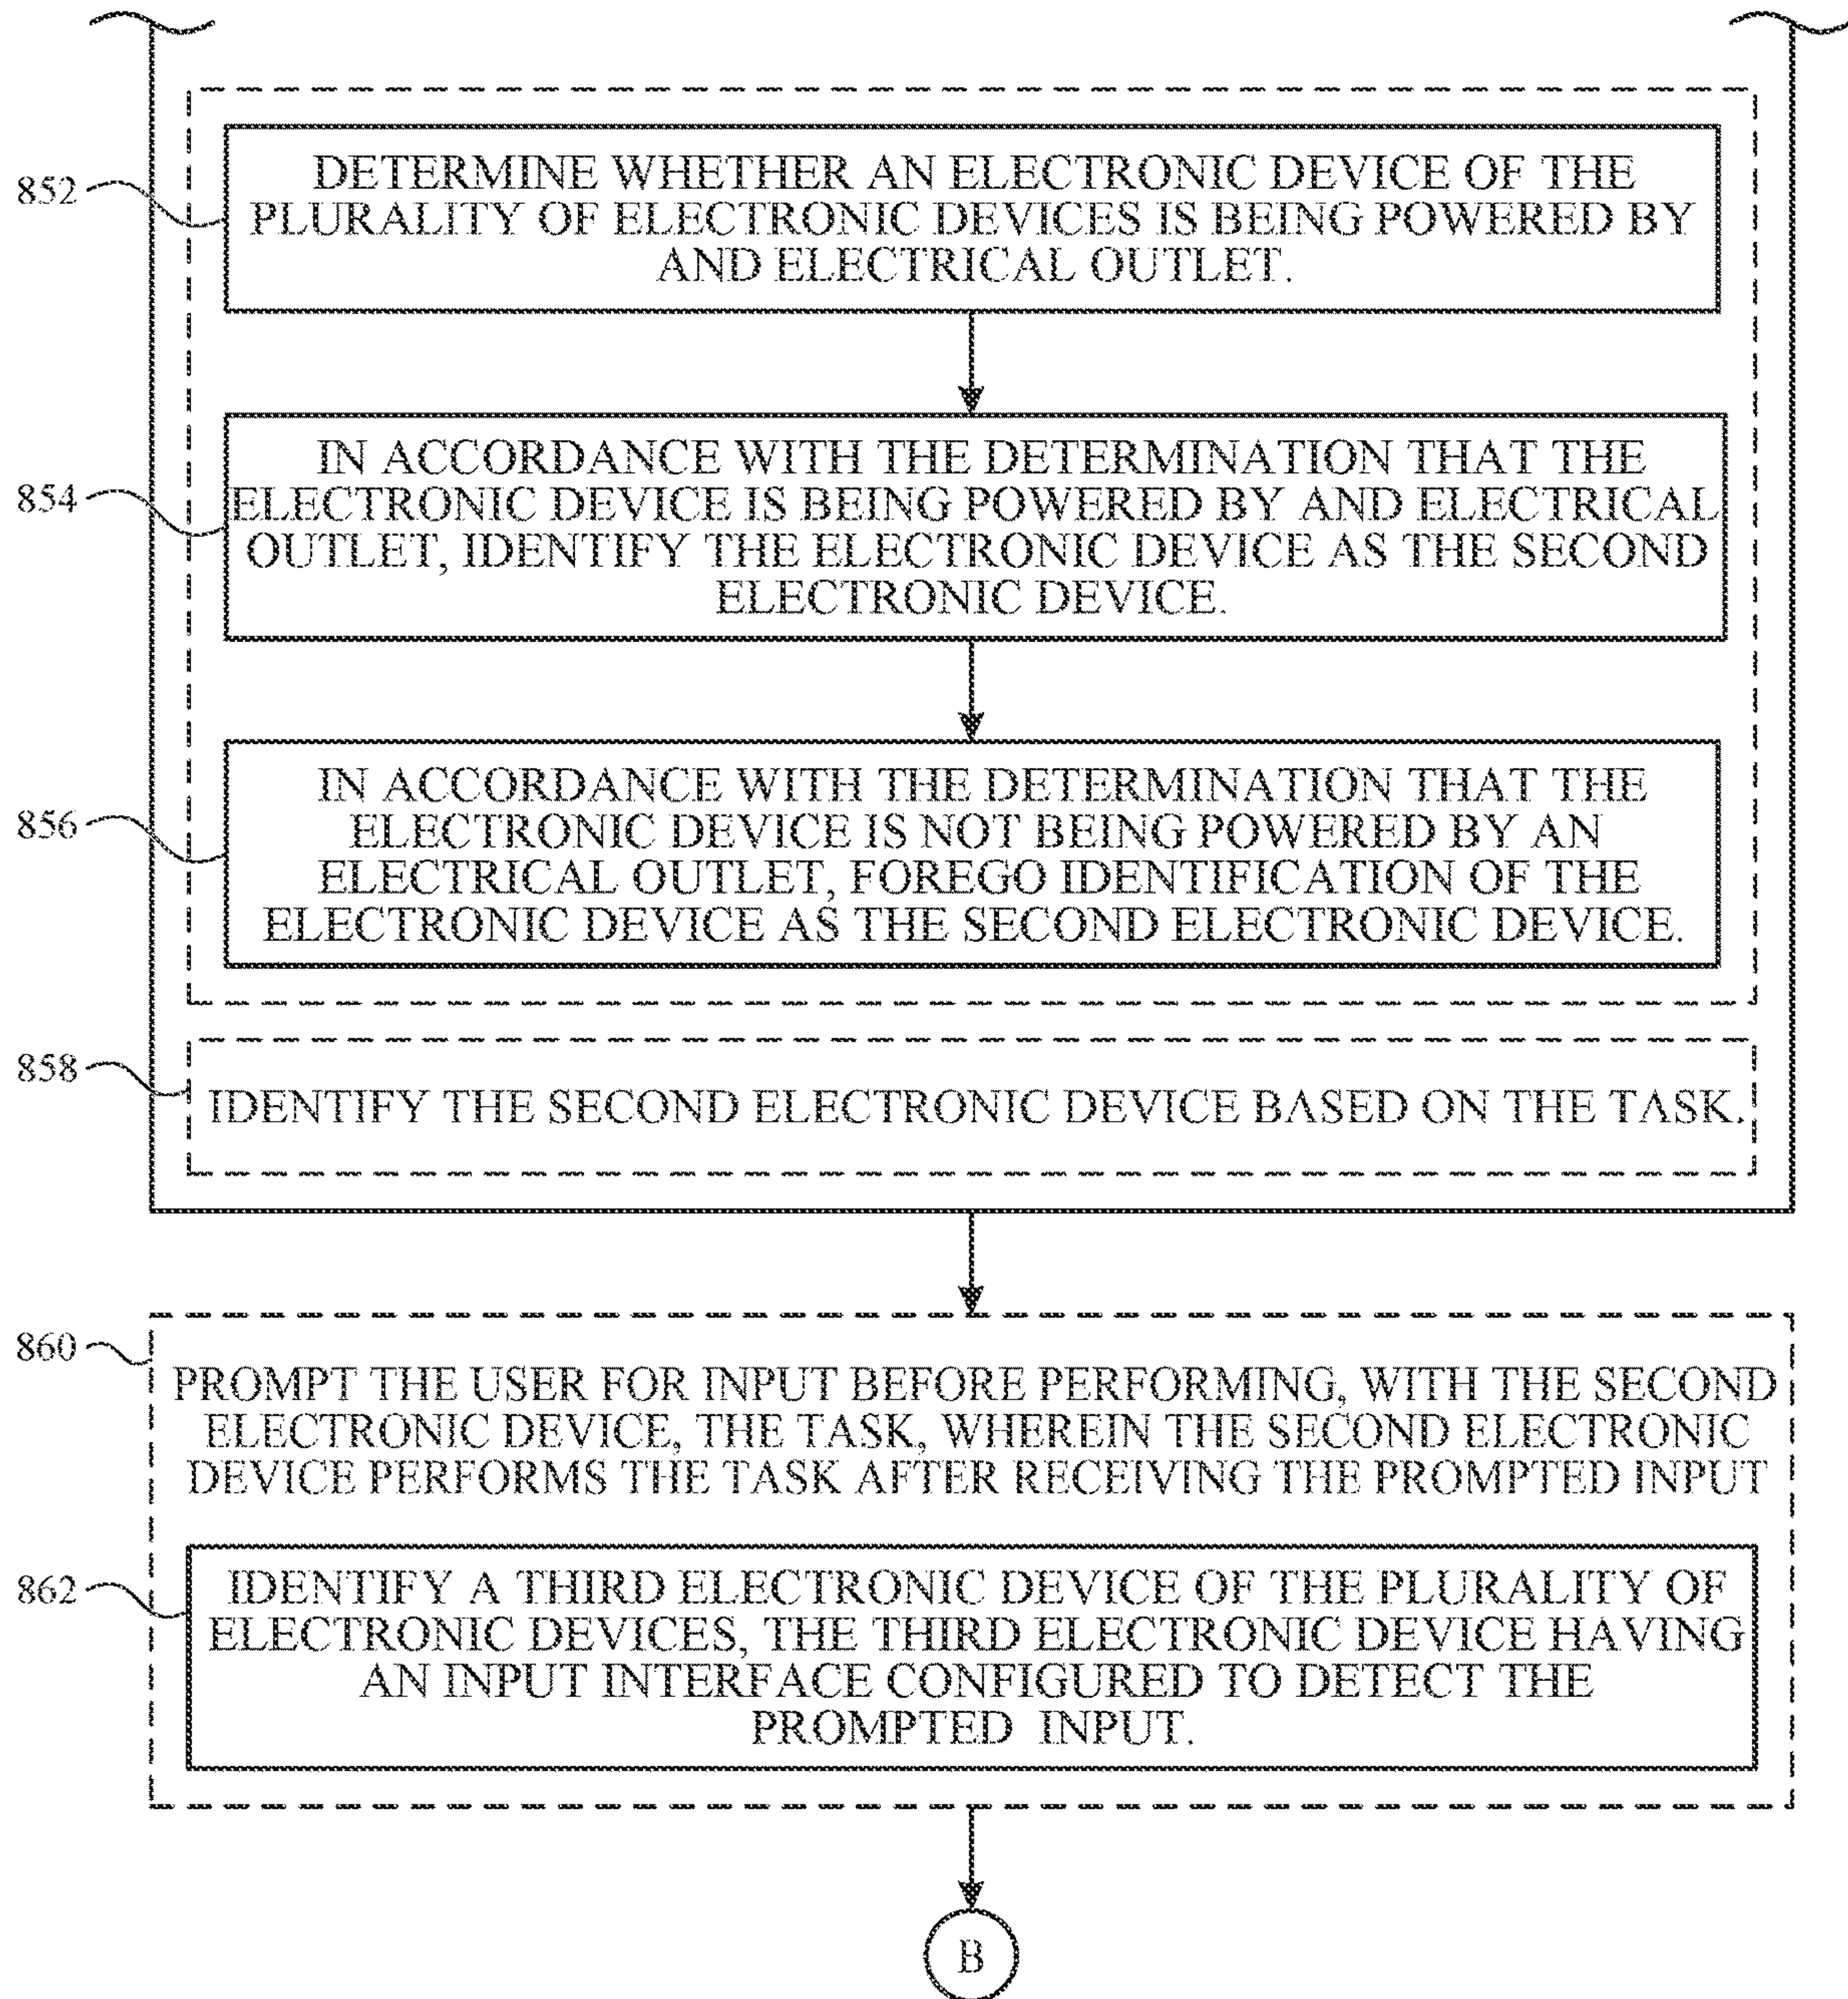 852
DETERMINE WHETHER AN ELECTRONIC DEVICE OF THE
PLURALITY OF ELECTRONIC DEVICES IS BEING POWERED BY
AND ELECTRICAL OUTLET.
854
IN ACCORDANCE WITH THE DETERMINATION THAT THE
ELECTRONIC DEVICE IS BEING POWERED BY AND ELECTRICAL
OUTLET, IDENTIFY THE ELECTRONIC DEVICE AS THE SECOND
ELECTRONIC DEVICE.
856
IN ACCORDANCE WITH THE DETERMINATION THAT THE
ELECTRONIC DEVICE IS NOT BEING POWERED BY AN
ELECTRICAL OUTLET, FOREGO IDENTIFICATION OF THE
ELECTRONIC DEVICE AS THE SECOND ELECTRONIC DEVICE.
858
IDENTIFY THE SECOND ELECTRONIC DEVICE BASED ON THE TASK.
860
PROMPT THE USER FOR INPUT BEFORE PERFORMING, WITH THE SECOND
ELECTRONIC DEVICE, THE TASK, WHEREIN THE SECOND ELECTRONIC
DEVICE PERFORMS THE TASK AFTER RECEIVING THE PROMPTED INPUT
862
IDENTIFY A THIRD ELECTRONIC DEVICE OF THE PLURALITY OF
ELECTRONIC DEVICES, THE THIRD ELECTRONIC DEVICE HAVING
AN INPUT INTERFACE CONFIGURED TO DETECT THE
PROMPTED INPUT.
B